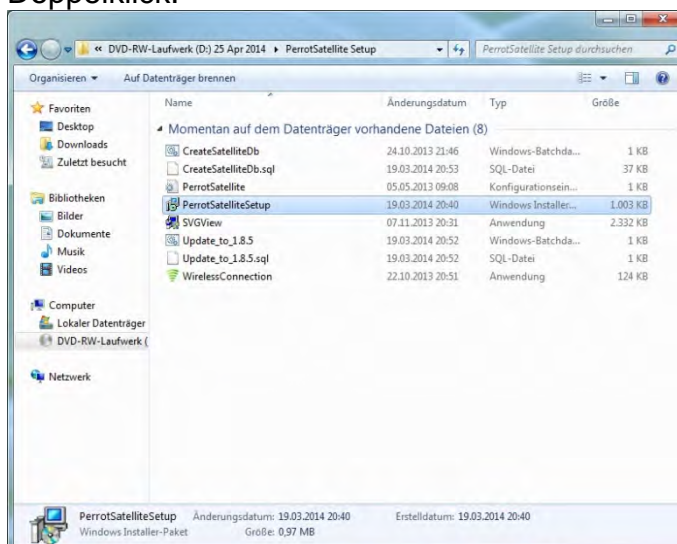 Doppelklick.
« DVD-RW-Laufwerk (D:) 25 Apr 2014 ▸ PerrotSatellite Setup
PerrotSatellite Setup durchsuchen
Organisieren ▾ Auf Datenträger brennen
Name Änderungsdatum Typ Größe
Favoriten
Desktop
Downloads
Zuletzt besucht
Bibliotheken
Bilder
Dokumente
Musik
Videos
Computer
Lokaler Datenträger
DVD-RW-Laufwerk (
Netzwerk
Momentan auf dem Datenträger vorhandene Dateien (8)
CreateSatelliteDb 24.10.2013 21:46 Windows-Batchda... 1 KB
CreateSatelliteDb.sql 19.03.2014 20:53 SQL-Datei 37 KB
PerrotSatellite 05.05.2013 09:08 Konfigurationsein... 1 KB
PerrotSatelliteSetup 19.03.2014 20:40 Windows Installer... 1.003 KB
SVGView 07.11.2013 20:31 Anwendung 2.332 KB
Update_to_1.8.5 19.03.2014 20:52 Windows-Batchda... 1 KB
Update_to_1.8.5.sql 19.03.2014 20:52 SQL-Datei 1 KB
WirelessConnection 22.10.2013 20:51 Anwendung 124 KB
PerrotSatelliteSetup Änderungsdatum: 19.03.2014 20:40 Erstelldatum: 19.03.2014 20:40
Windows Installer-Paket Größe: 0,97 MB